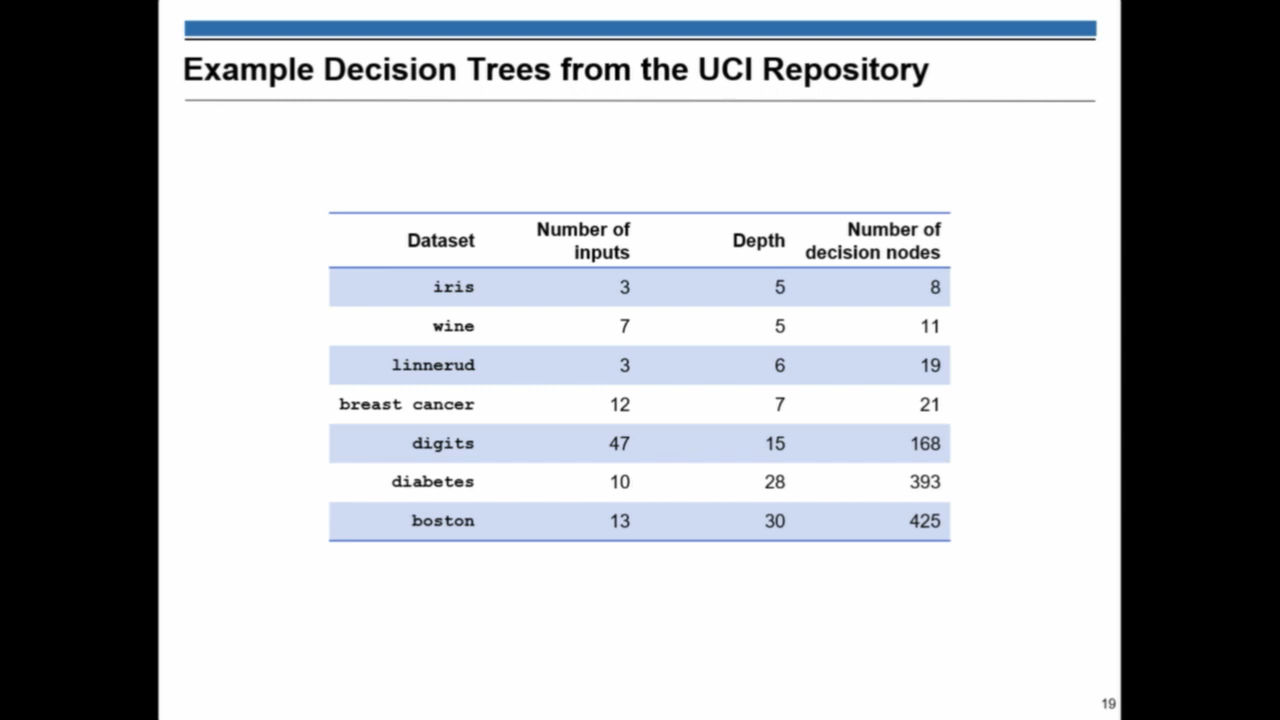 Example Decision Trees from the UCI Repository
Dataset Number of inputs Depth Number of decision nodes
iris 3 5 8
wine 7 5 11
linnerud 3 6 19
breast cancer 12 7 21
digits 47 15 168
diabetes 10 28 393
boston 13 30 425
19